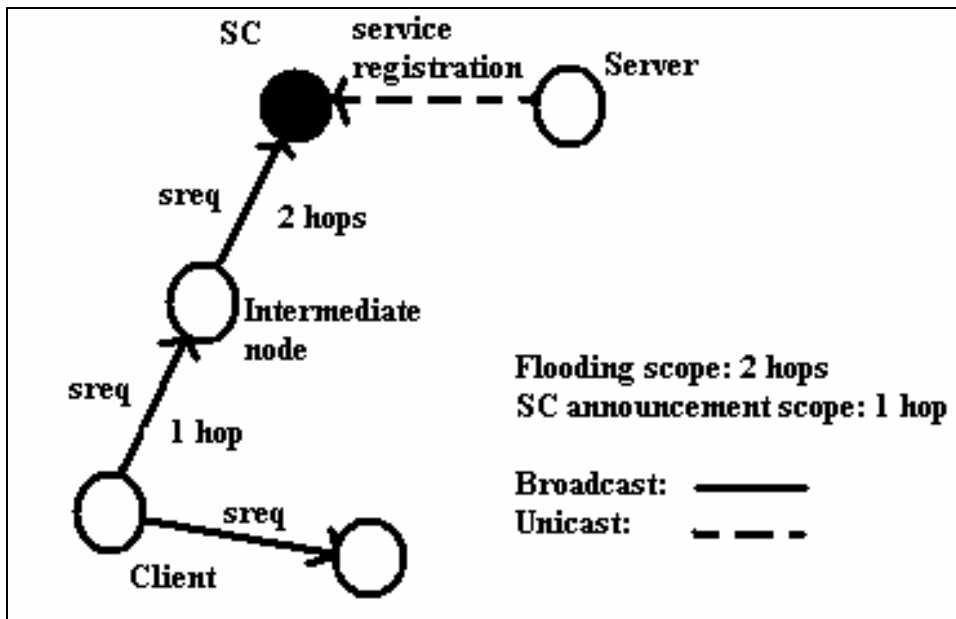 SC
service
registration
Server
sreq
2 hops
Intermediate
node
sreq
1 hop
sreq
Client
Flooding scope: 2 hops
SC announcement scope: 1 hop
Broadcast:
Unicast: